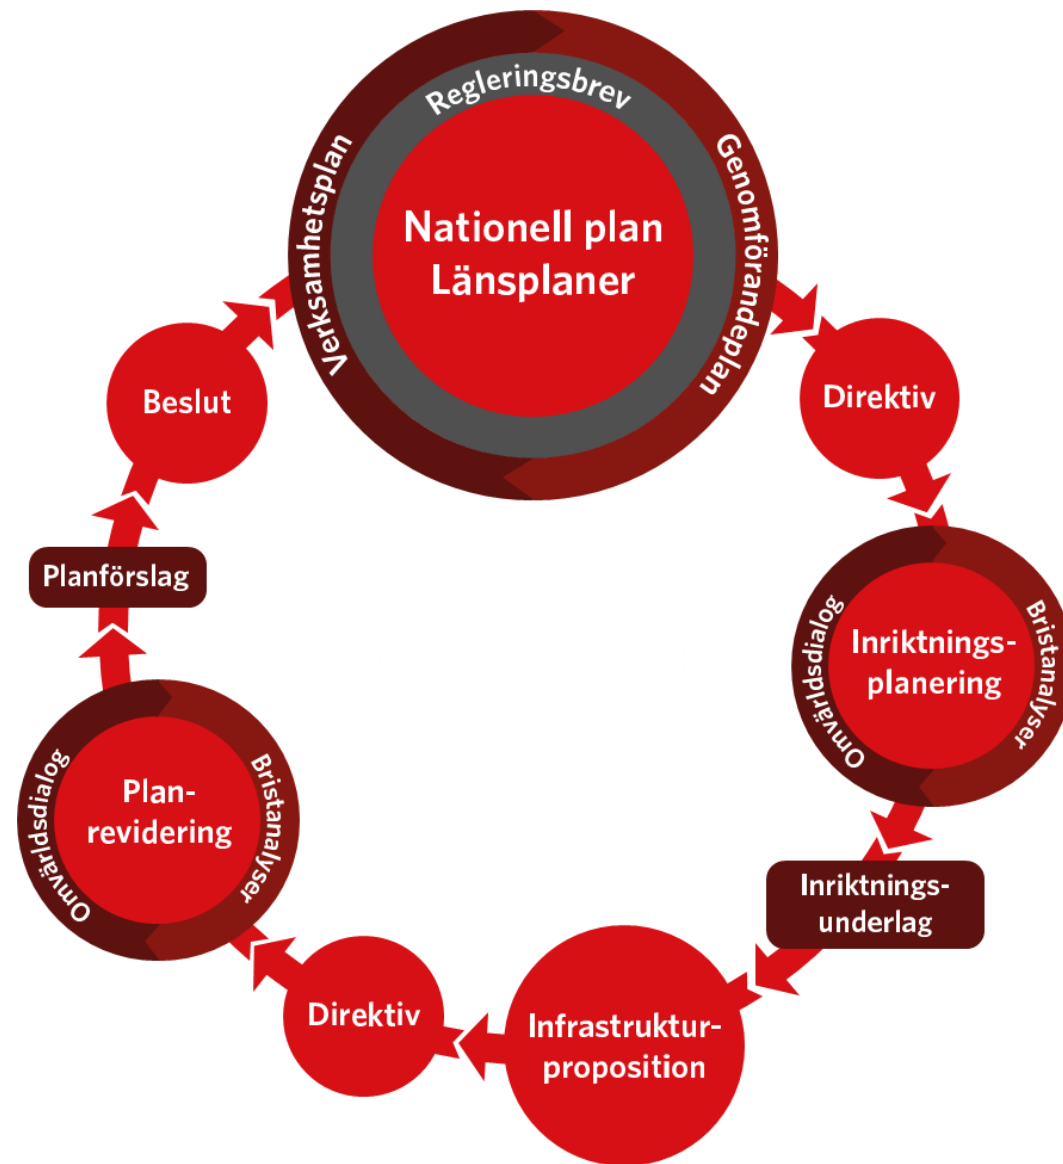 Regleringsbrev
Verksamhetsplan
Genomförandeplan
Nationell plan
Länsplaner
Direktiv
Omvärldsdialog
Bristanalyser
Inriktnings-
planering
Inriktnings-
underlag
Infrastruktur-
proposition
Direktiv
Omvärldsdialog
Bristanalyser
Plan-
revidering
Planförslag
Beslut